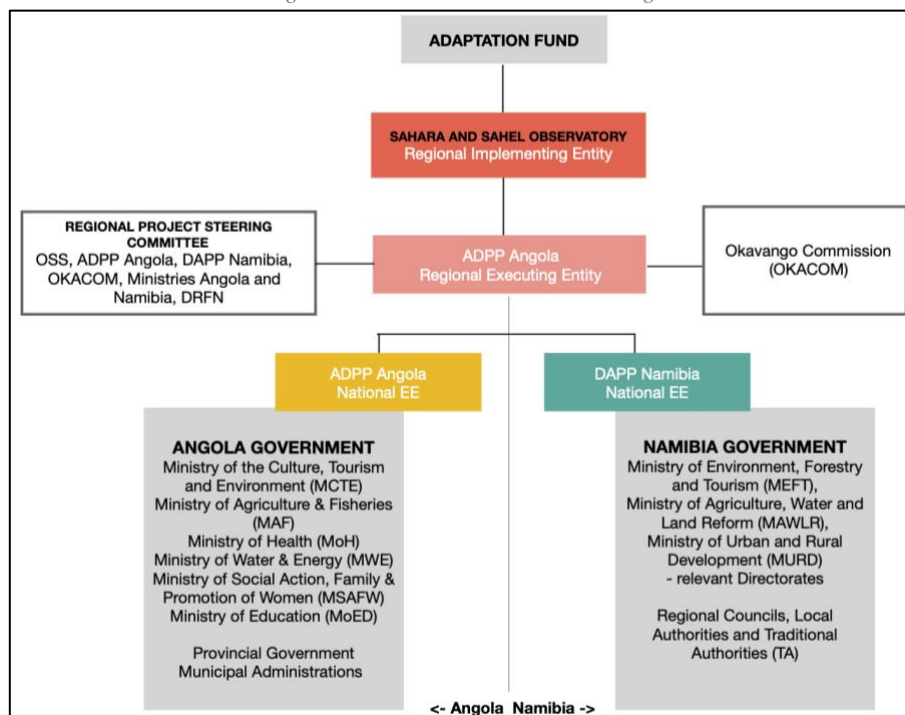 ADAPTATION FUND
SAHARA AND SAHEL OBSERVATORY
Regional Implementing Entity
REGIONAL PROJECT STEERING
COMMITTEE
OSS, ADPP Angola, DAPP Namibia,
OKACOM, Ministries Angola and
Namibia, DRFN
ADPP Angola
Regional Executing Entity
Okavango Commission
(OKACOM)
ADPP Angola
National EE
DAPP Namibia
National EE
ANGOLA GOVERNMENT
Ministry of the Culture, Tourism
and Environment (MCTE)
Ministry of Agriculture & Fisheries
(MAF)
Ministry of Health (MoH)
Ministry of Water & Energy (MWE)
Ministry of Social Action, Family &
Promotion of Women (MSAFW)
Ministry of Education (MoED)
Provincial Government
Municipal Administrations
NAMIBIA GOVERNMENT
Ministry of Environment, Forestry
and Tourism (MEFT),
Ministry of Agriculture, Water and
Land Reform (MAWLR),
Ministry of Urban and Rural
Development (MURD)
- relevant Directorates
Regional Councils, Local
Authorities and Traditional
Authorities (TA)
<- Angola Namibia ->